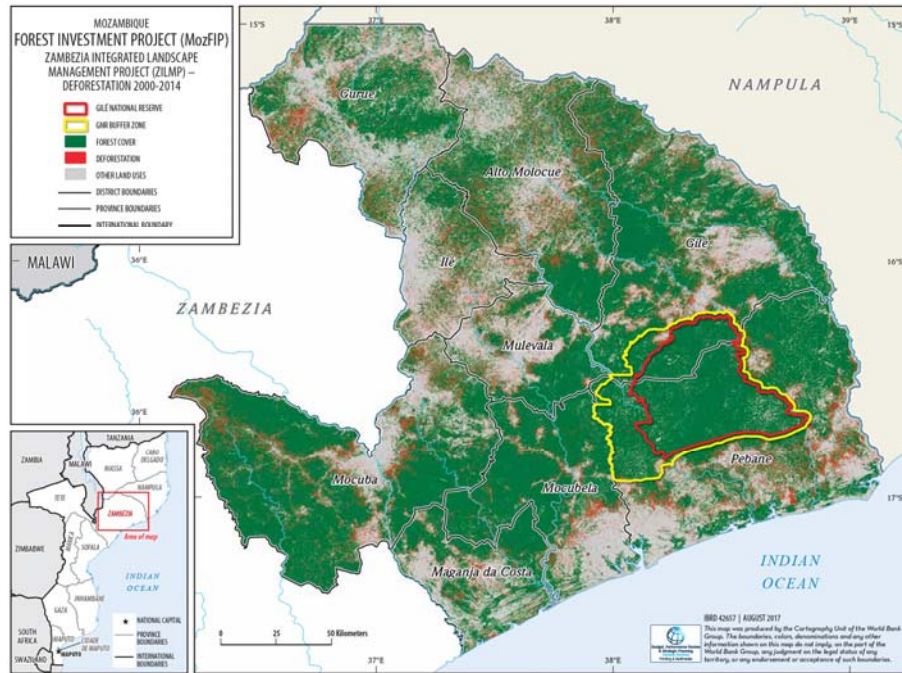 MOZAMBIQUE
FOREST INVESTMENT PROJECT (MozFIP)
ZAMBEZIA INTEGRATED LANDSCAPE
MANAGEMENT PROJECT (ZILMP) –
DEFORESTATION 2000-2014
GILÉ NATIONAL RESERVE
GNR BUFFER ZONE
FOREST COVER
DEFORESTATION
OTHER LAND USES
DISTRICT BOUNDARIES
PROVINCE BOUNDARIES
INTERNATIONAL BOUNDARY
15°S
37°E
38°E
39°E
15°S
NAMPULA
Gurue
Alto Molocue
Gile
Ilé
36°E
16°S
16°S
MALAWI
ZAMBEZIA
Mulevala
36°E
Pebane
Mocuba
Mocubela
17°S
17°S
Maganja da Costa
INDIAN
OCEAN
0 25 50 Kilometers
37°E
38°E
TANZANIA
ZAMBIA
MALAWI
NIASSA
CABO
DELGADO
NAMPULA
TETE
ZAMBEZIA
Area of map
ZIMBABWE
MANICA
SOFALA
INHAMBANE
INDIAN
OCEAN
GAZA
SOUTH
AFRICA
MAPUTO
CIDADE
DE MAPUTO
MAPUTO
SWAZILAND
NATIONAL CAPITAL
PROVINCE
BOUNDARIES
INTERNATIONAL
BOUNDARIES
IBRD 42657 | AUGUST 2017
This map was produced by the Cartography Unit of the World Bank
Group. The boundaries, colors, denominations and any other
information shown on this map do not imply, on the part of the
World Bank Group, any judgment on the legal status of any
territory, or any endorsement or acceptance of such boundaries.